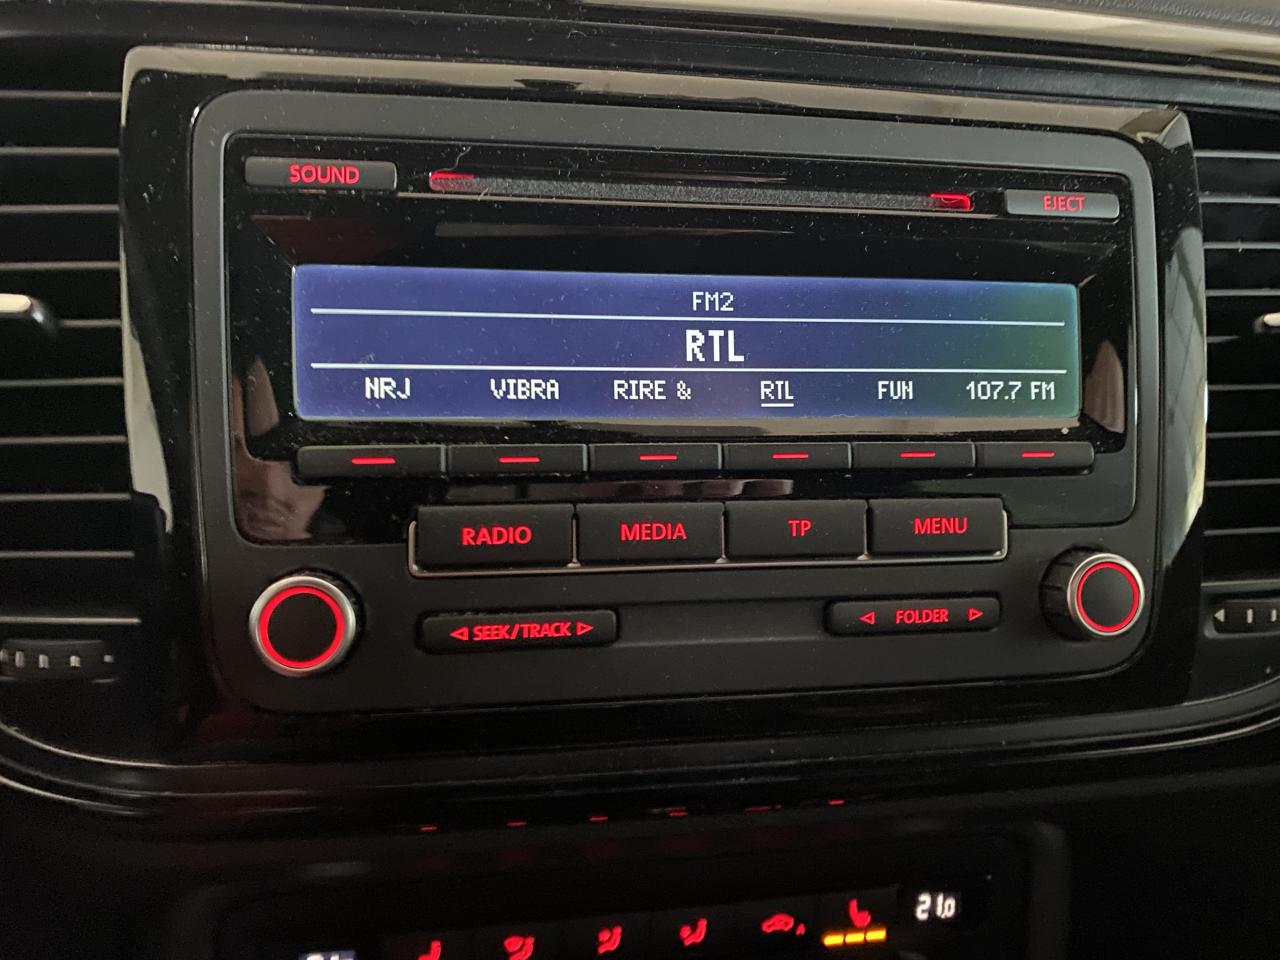 SOUND
EJECT
FM2
RTL
NRJ VIBRA RIRE & RTL FUN 107.7 FM
RADIO MEDIA TP MENU
SEEK/TRACK FOLDER
21.0